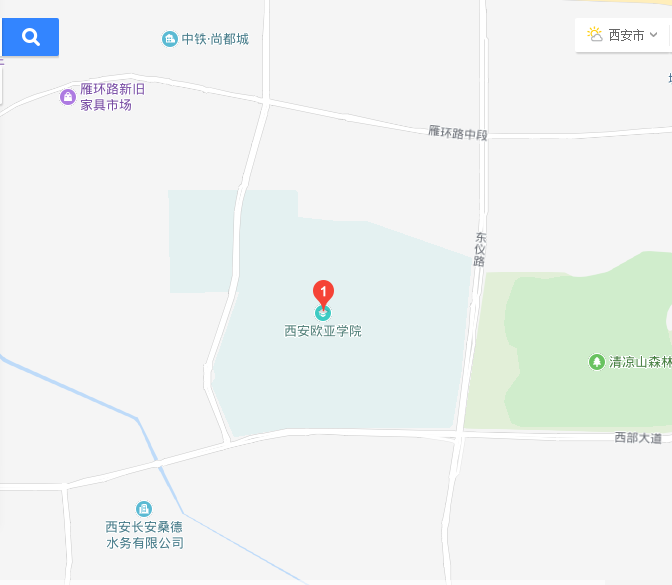 中铁·尚都城
西安市
雁环路新旧
家具市场
雁环路中段
东仪路
1
西安欧亚学院
清凉山森林
西部大道
西安长安桑德
水务有限公司